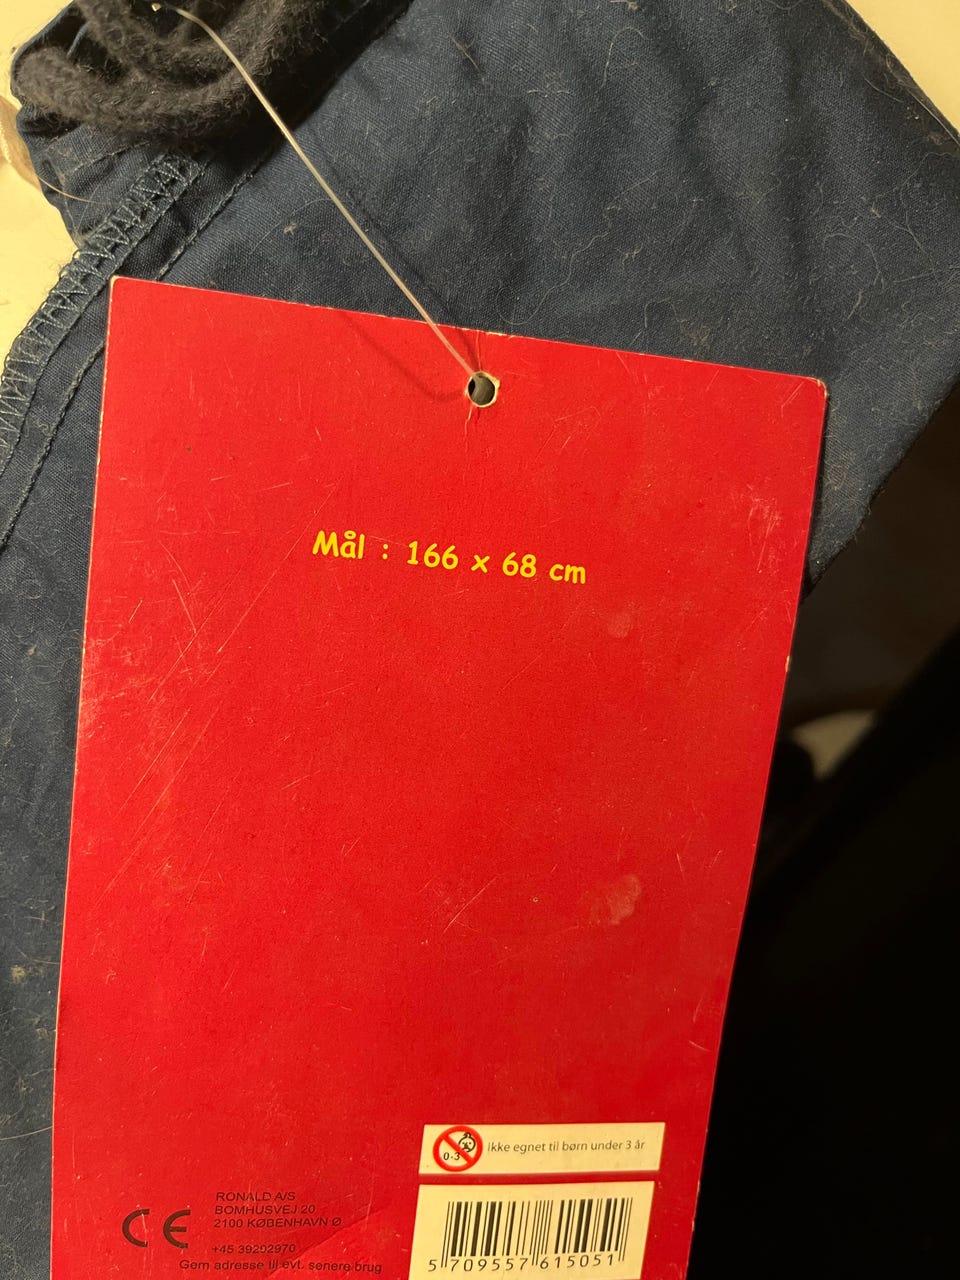 Mål : 166 x 68 cm
0-3
Ikke egnet til børn under 3 år
CE
RONALD A/S
BOMHUSVEJ 20
2100 KØBENHAVN Ø
+45 39292970
Gem adresse til evt. senere brug
5 709557 615051